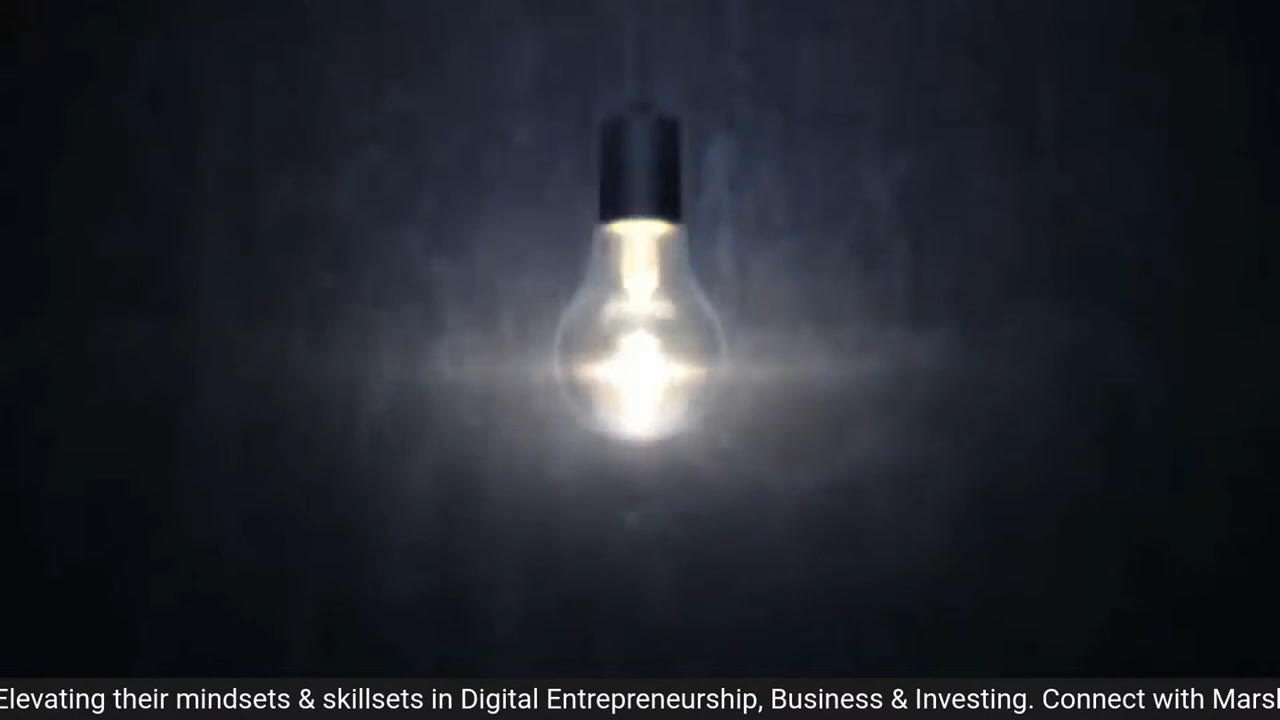 Elevating their mindsets & skillsets in Digital Entrepreneurship, Business & Investing. Connect with